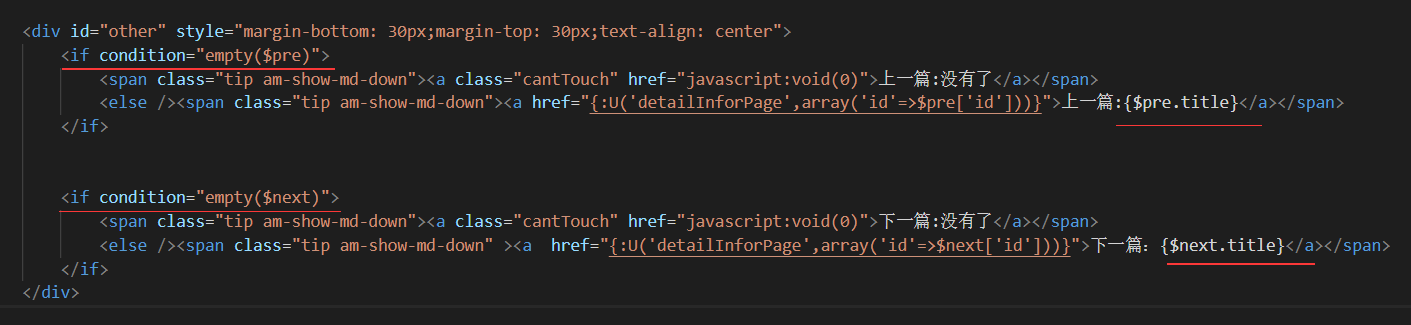 <div id="other" style="margin-bottom: 30px;margin-top: 30px;text-align: center">
<if condition="empty($pre)">
<span class="tip am-show-md-down"><a class="cantTouch" href="javascript:void(0)">上一篇:没有了</a></span>
<else /><span class="tip am-show-md-down"><a href="{:U('detailInforPage',array('id'=>$pre['id']))}">上一篇:{$pre.title}</a></span>
</if>
<if condition="empty($next)">
<span class="tip am-show-md-down"><a class="cantTouch" href="javascript:void(0)">下一篇:没有了</a></span>
<else /><span class="tip am-show-md-down" ><a  href="{:U('detailInforPage',array('id'=>$next['id']))}">下一篇：{$next.title}</a></span>
</if>
</div>